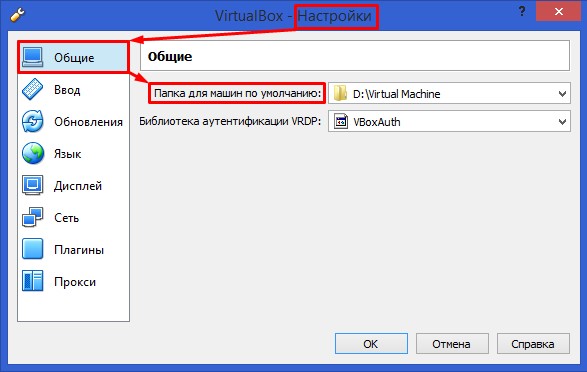 VirtualBox - Настройки
?
Общие
Ввод
Обновления
Язык
Дисплей
Сеть
Плагины
Прокси
Общие
Папка для машин по умолчанию: D:\Virtual Machine
Библиотека аутентификации VRDP: VBoxAuth
OK Отмена Справка